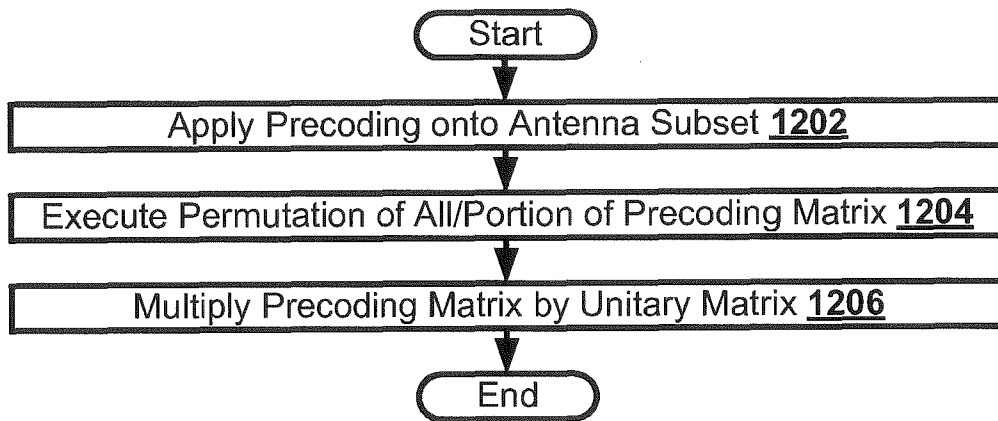 Start
Apply Precoding onto Antenna Subset 1202
Execute Permutation of All/Portion of Precoding Matrix 1204
Multiply Precoding Matrix by Unitary Matrix 1206
End